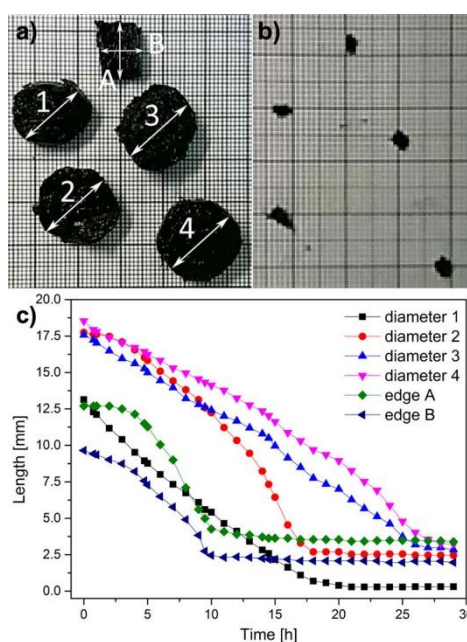 a)
B
A
1
3
2
4
b)
c)
20.0
17.5
15.0
12.5
10.0
7.5
5.0
2.5
0.0
Length [mm]
diameter 1
diameter 2
diameter 3
diameter 4
edge A
edge B
0 5 10 15 20 25 30
Time [h]